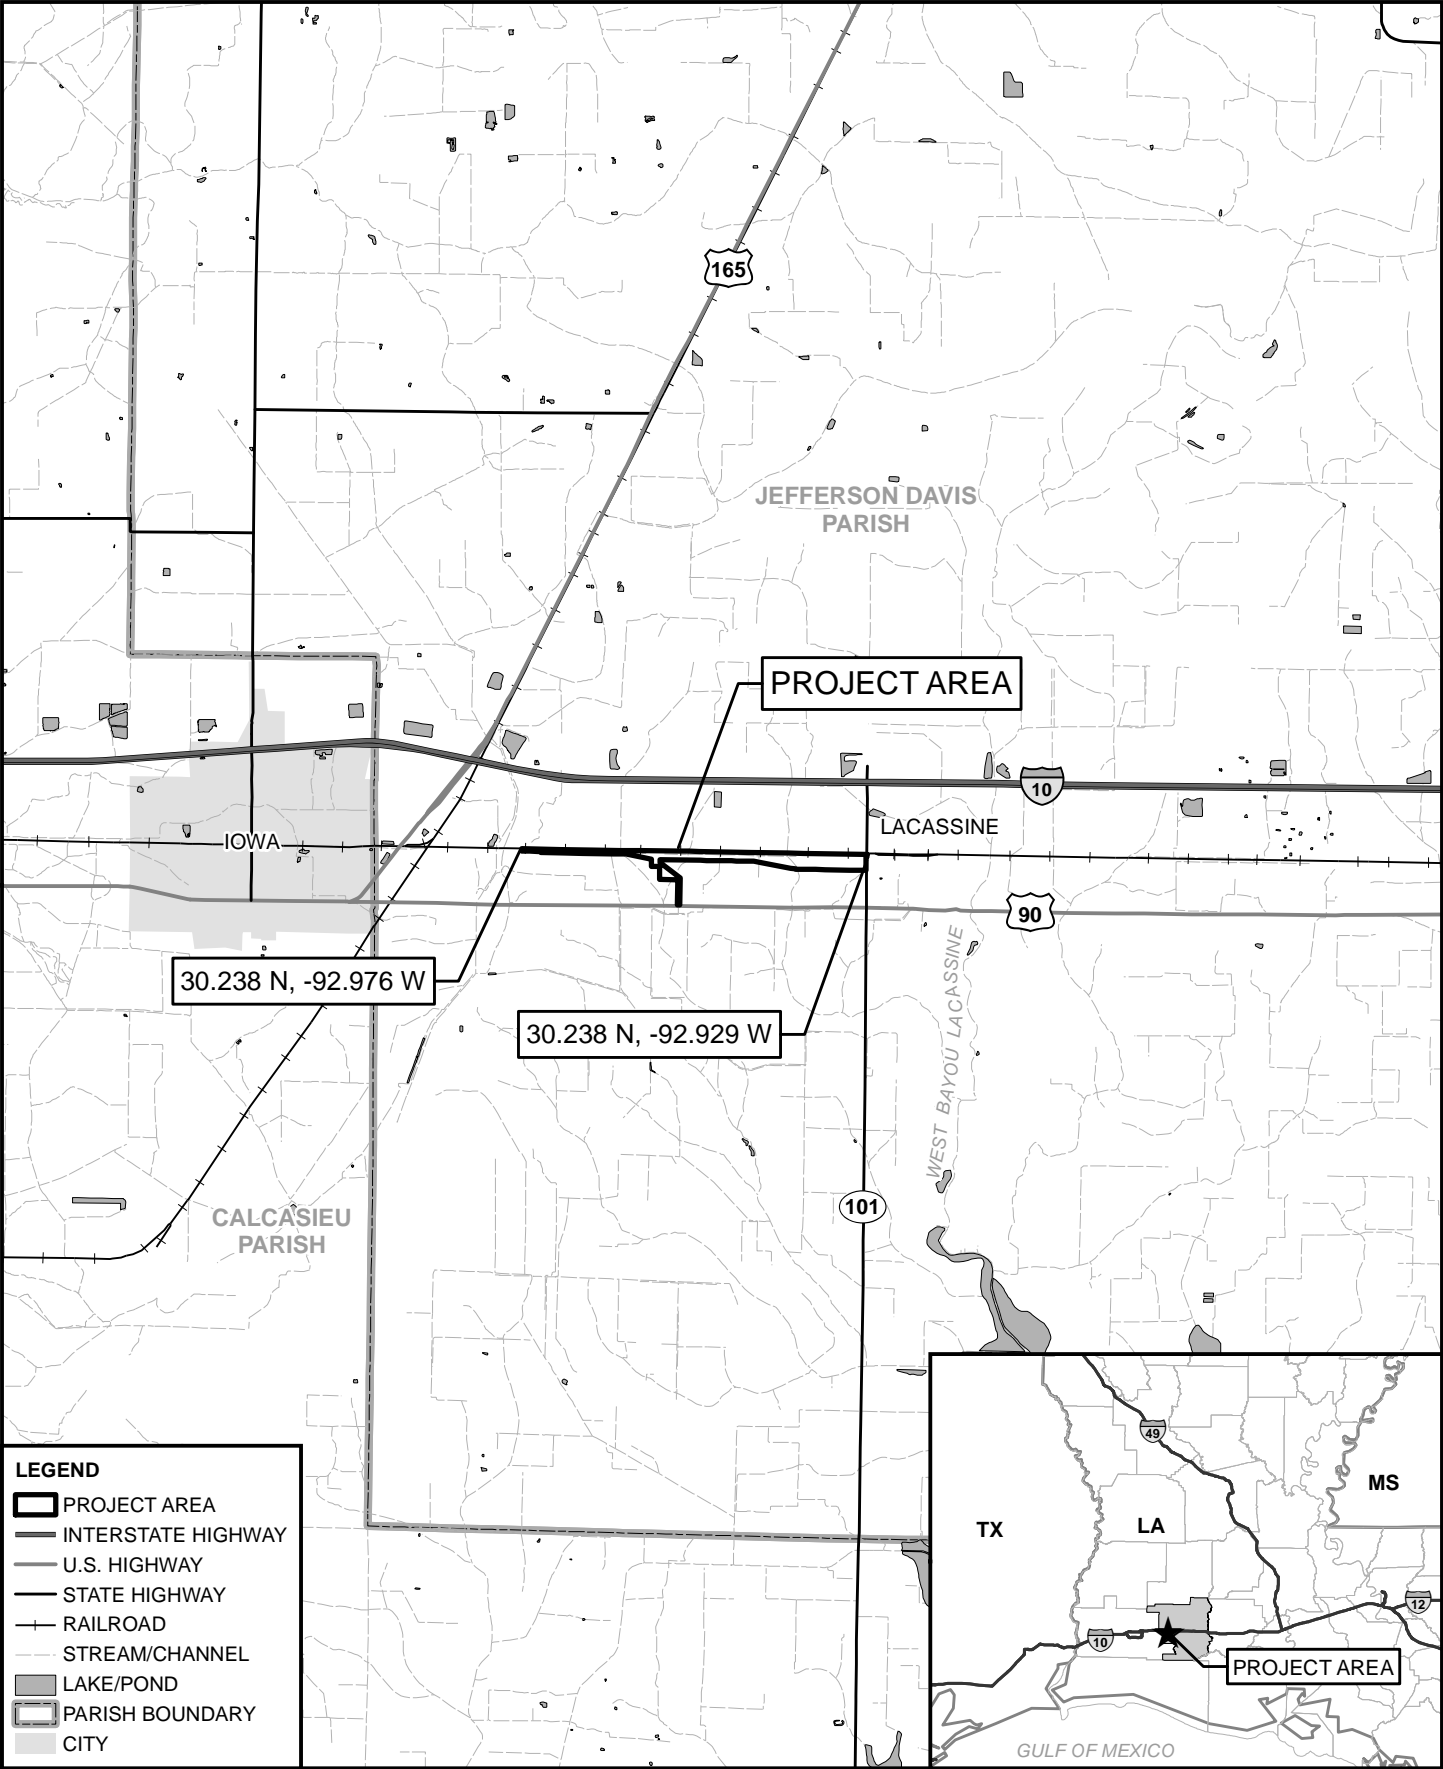 165
JEFFERSON DAVIS
PARISH
PROJECT AREA
10
LACASSINE
IOWA
90
30.238 N, -92.976 W
30.238 N, -92.929 W
WEST BAYOU LACASSINE
101
CALCASIEU
PARISH
LEGEND
PROJECT AREA
INTERSTATE HIGHWAY
U.S. HIGHWAY
STATE HIGHWAY
RAILROAD
STREAM/CHANNEL
LAKE/POND
PARISH BOUNDARY
CITY
49
MS
TX
LA
12
10
PROJECT AREA
GULF OF MEXICO